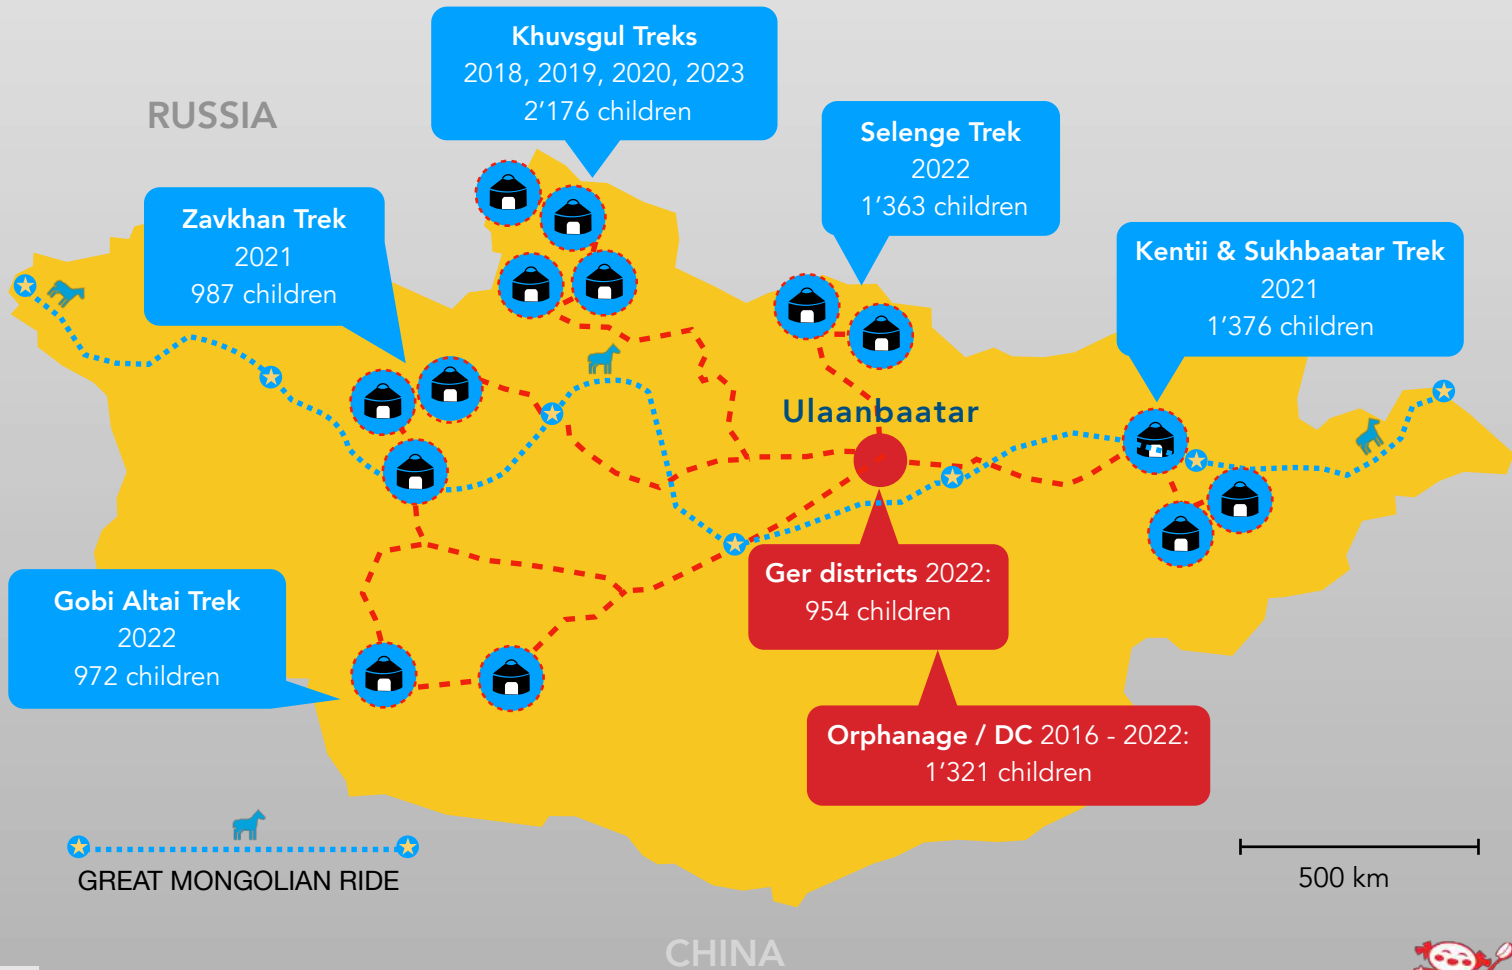 Khuvsgul Treks
2018, 2019, 2020, 2023
2’176 children
RUSSIA
Selenge Trek
2022
1’363 children
Zavkhan Trek
2021
987 children
Kentii & Sukhbaatar Trek
2021
1’376 children
Ulaanbaatar
Ger districts 2022:
954 children
Gobi Altai Trek
2022
972 children
Orphanage / DC 2016 - 2022:
1’321 children
GREAT MONGOLIAN RIDE
500 km
CHINA